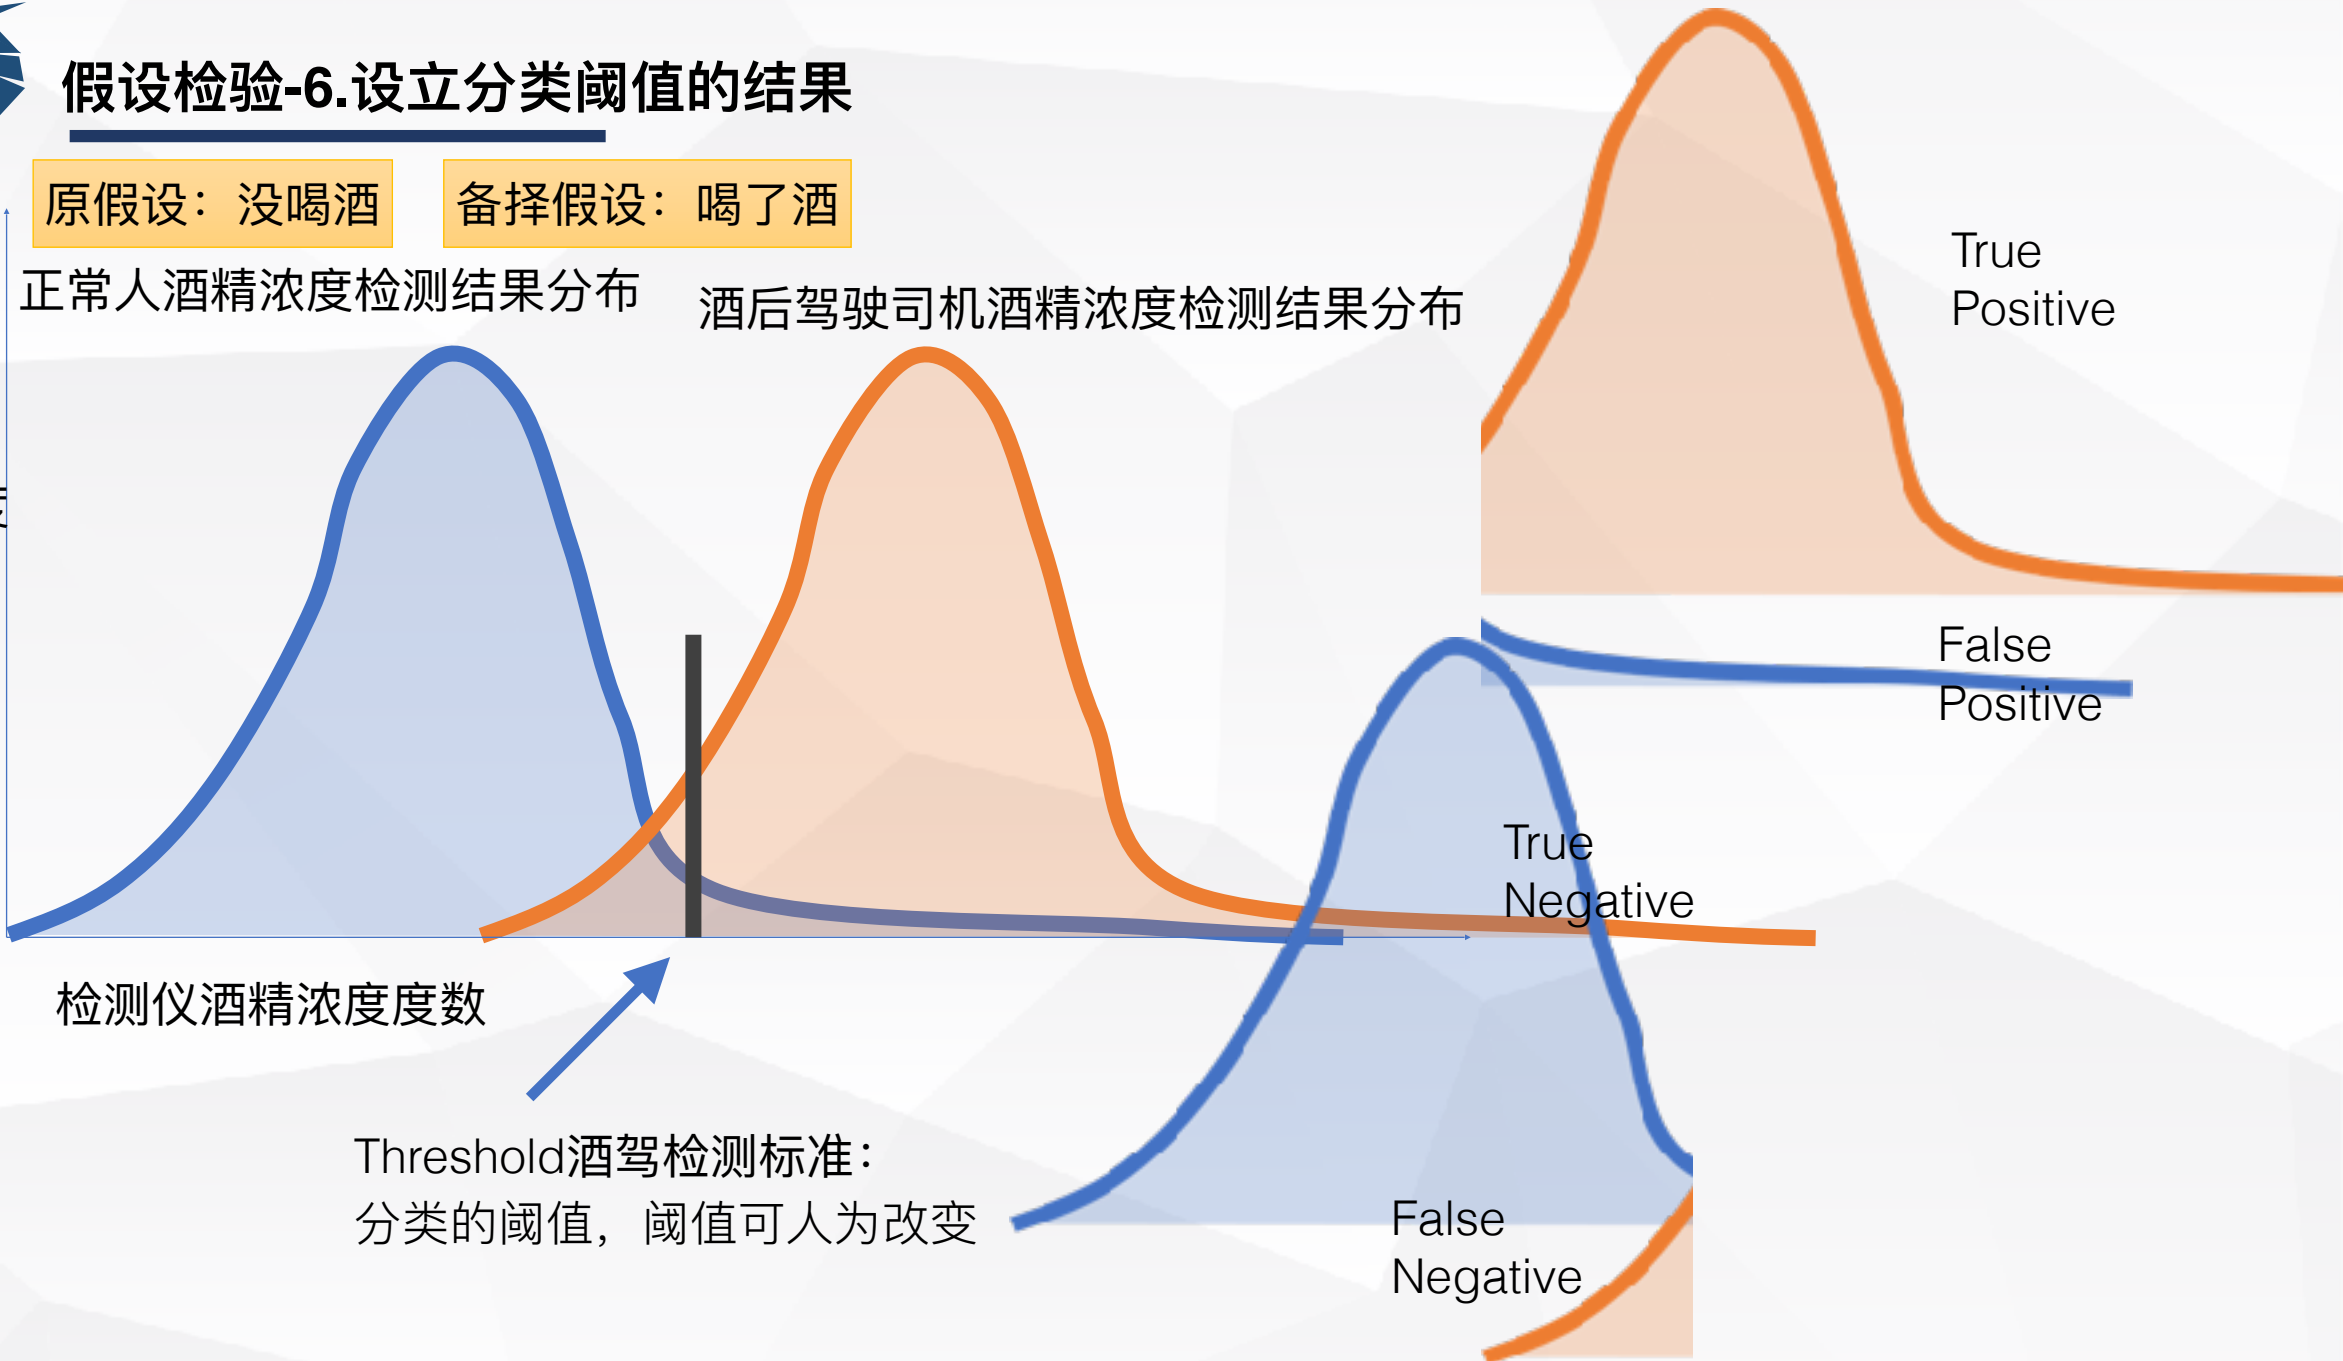 假设检验-6.设立分类阈值的结果
原假设：没喝酒
备择假设：喝了酒
正常人酒精浓度检测结果分布
酒后驾驶司机酒精浓度检测结果分布
True
Positive
False
Positive
True
Negative
检测仪酒精浓度度数
Threshold酒驾检测标准：
分类的阈值，阈值可人为改变
False
Negative